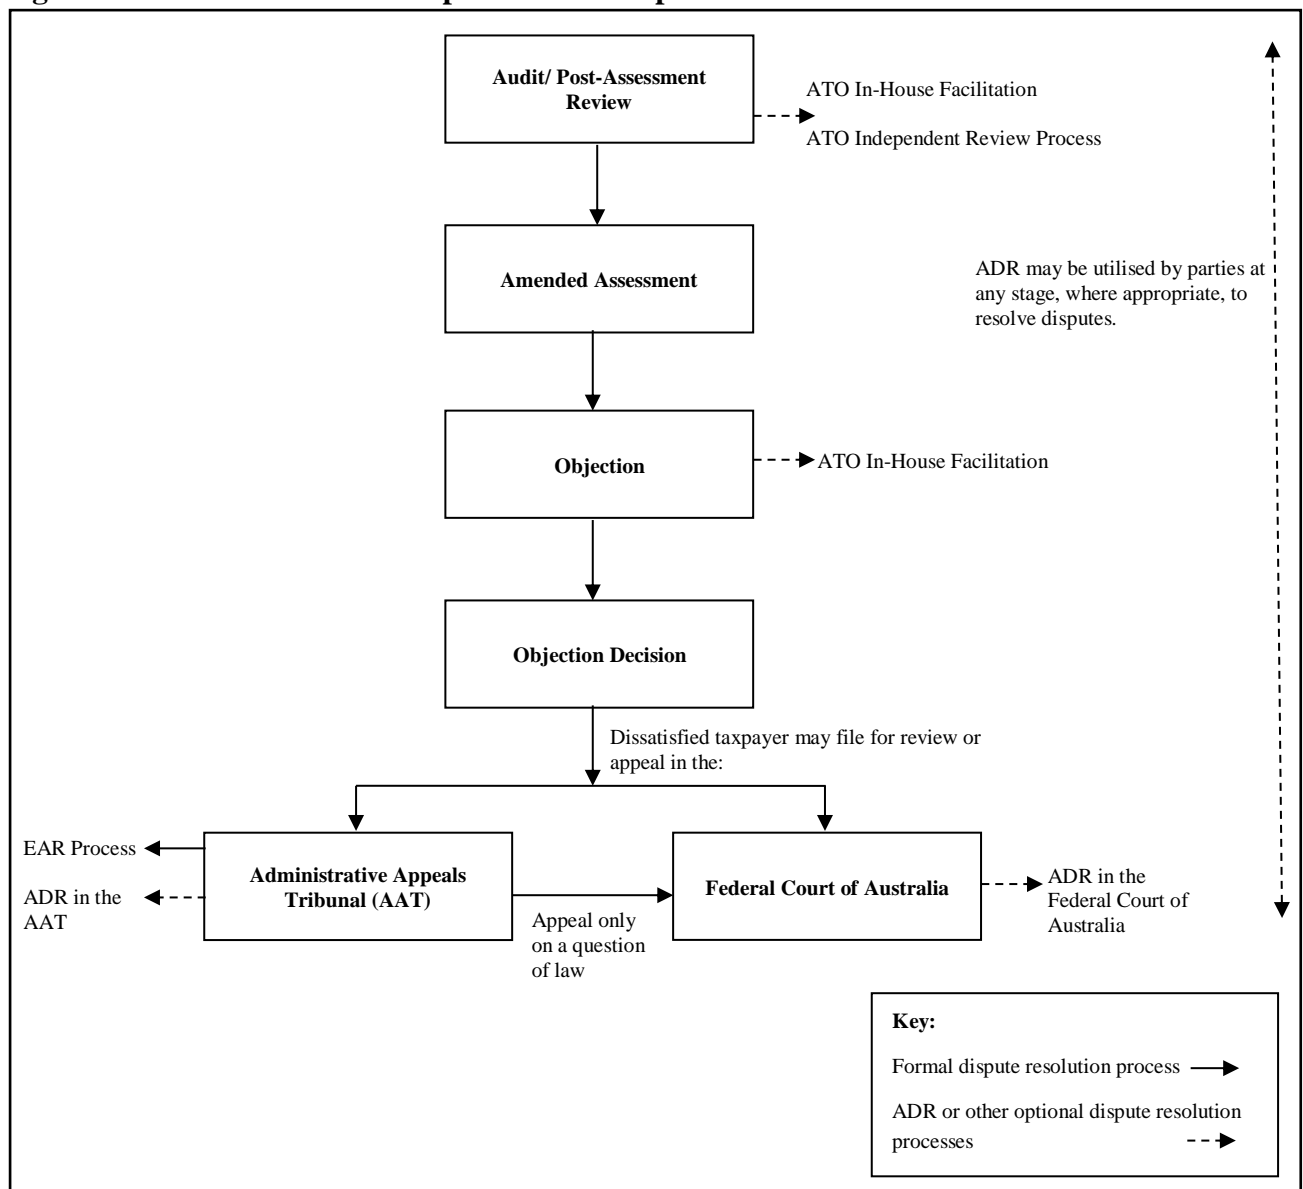 Audit/ Post-Assessment
Review
ATO In-House Facilitation
ATO Independent Review Process
Amended Assessment
ADR may be utilised by parties at
any stage, where appropriate, to
resolve disputes.
Objection
ATO In-House Facilitation
Objection Decision
Dissatisfied taxpayer may file for review or
appeal in the:
EAR Process
ADR in the
AAT
Administrative Appeals
Tribunal (AAT)
Appeal only
on a question
of law
Federal Court of Australia
ADR in the
Federal Court of
Australia
Key:
Formal dispute resolution process
ADR or other optional dispute resolution
processes